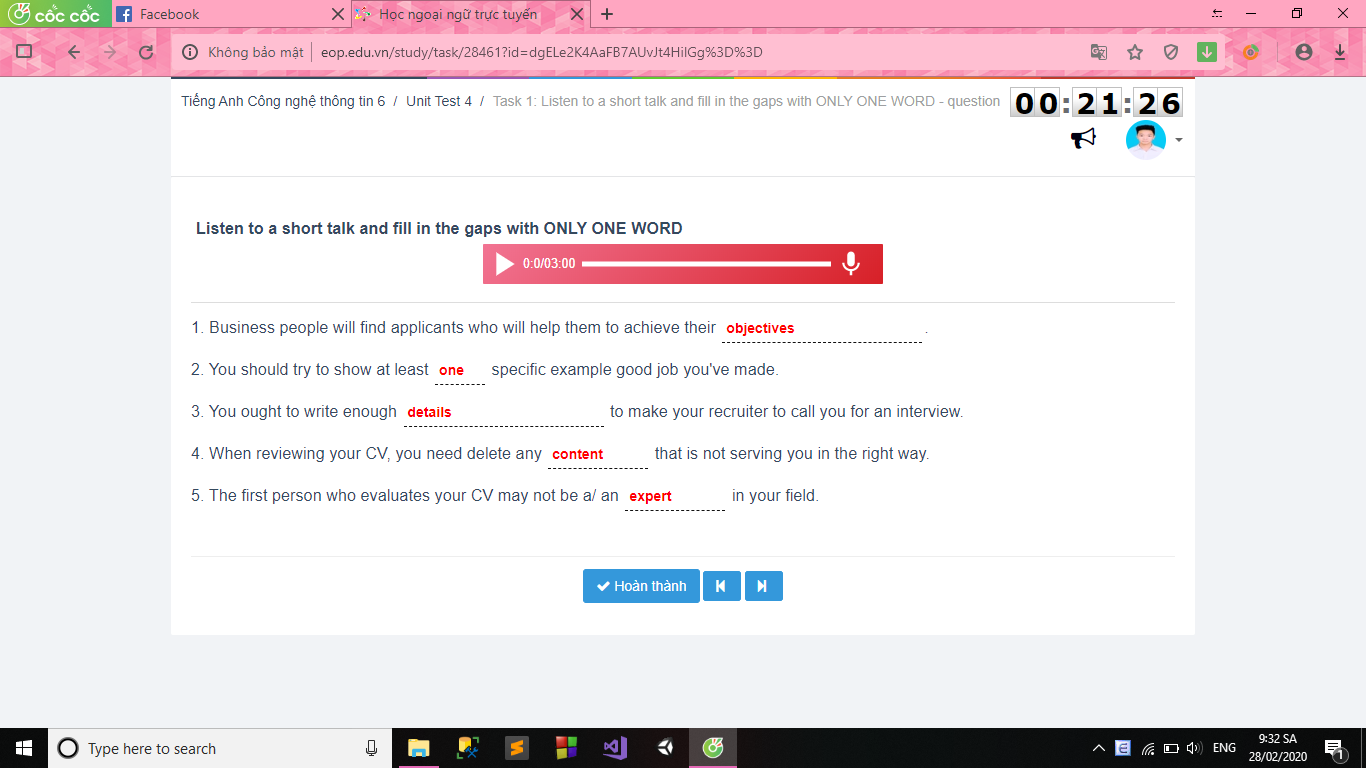 cốc cốc
Facebook
Học ngoại ngữ trực tuyến
Không bảo mật
eop.edu.vn/study/task/28461?id=dgELe2K4AaFB7AUvJt4HilGg%3D%3D
Tiếng Anh Công nghệ thông tin 6 / Unit Test 4 / Task 1: Listen to a short talk and fill in the gaps with ONLY ONE WORD - question
00:21:26
Listen to a short talk and fill in the gaps with ONLY ONE WORD
0:0/03:00
1. Business people will find applicants who will help them to achieve their objectives .
2. You should try to show at least one specific example good job you've made.
3. You ought to write enough details to make your recruiter to call you for an interview.
4. When reviewing your CV, you need delete any content that is not serving you in the right way.
5. The first person who evaluates your CV may not be a/ an expert in your field.
Hoàn thành
Type here to search
E
ENG
9:32 SA
28/02/2020
1